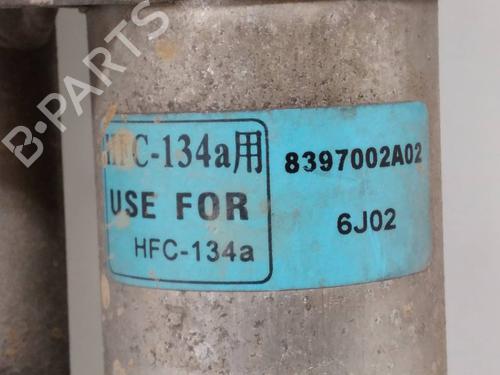 B-PARTS
HFC-134a用
USE FOR
HFC-134a
8397002A02
6J02